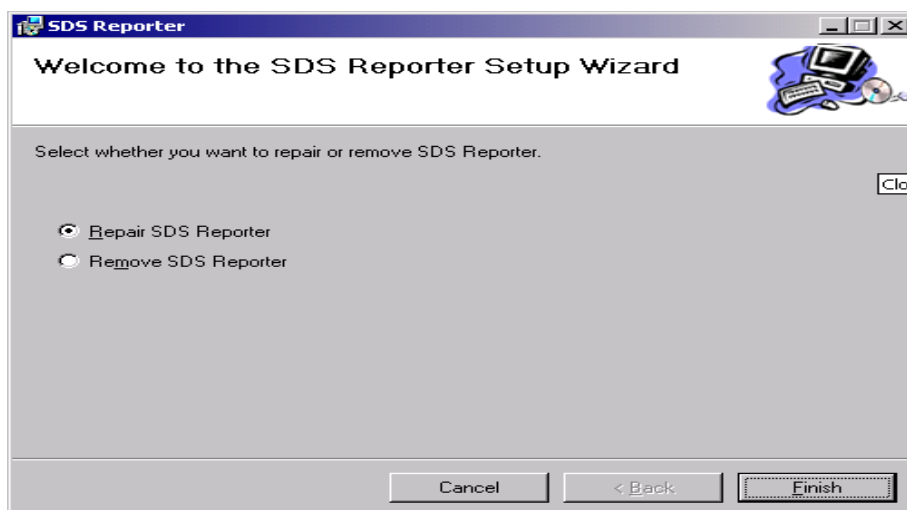 SDS Reporter
Welcome to the SDS Reporter Setup Wizard
Select whether you want to repair or remove SDS Reporter.
Clo
Repair SDS Reporter
Remove SDS Reporter
Cancel
< Back
Finish